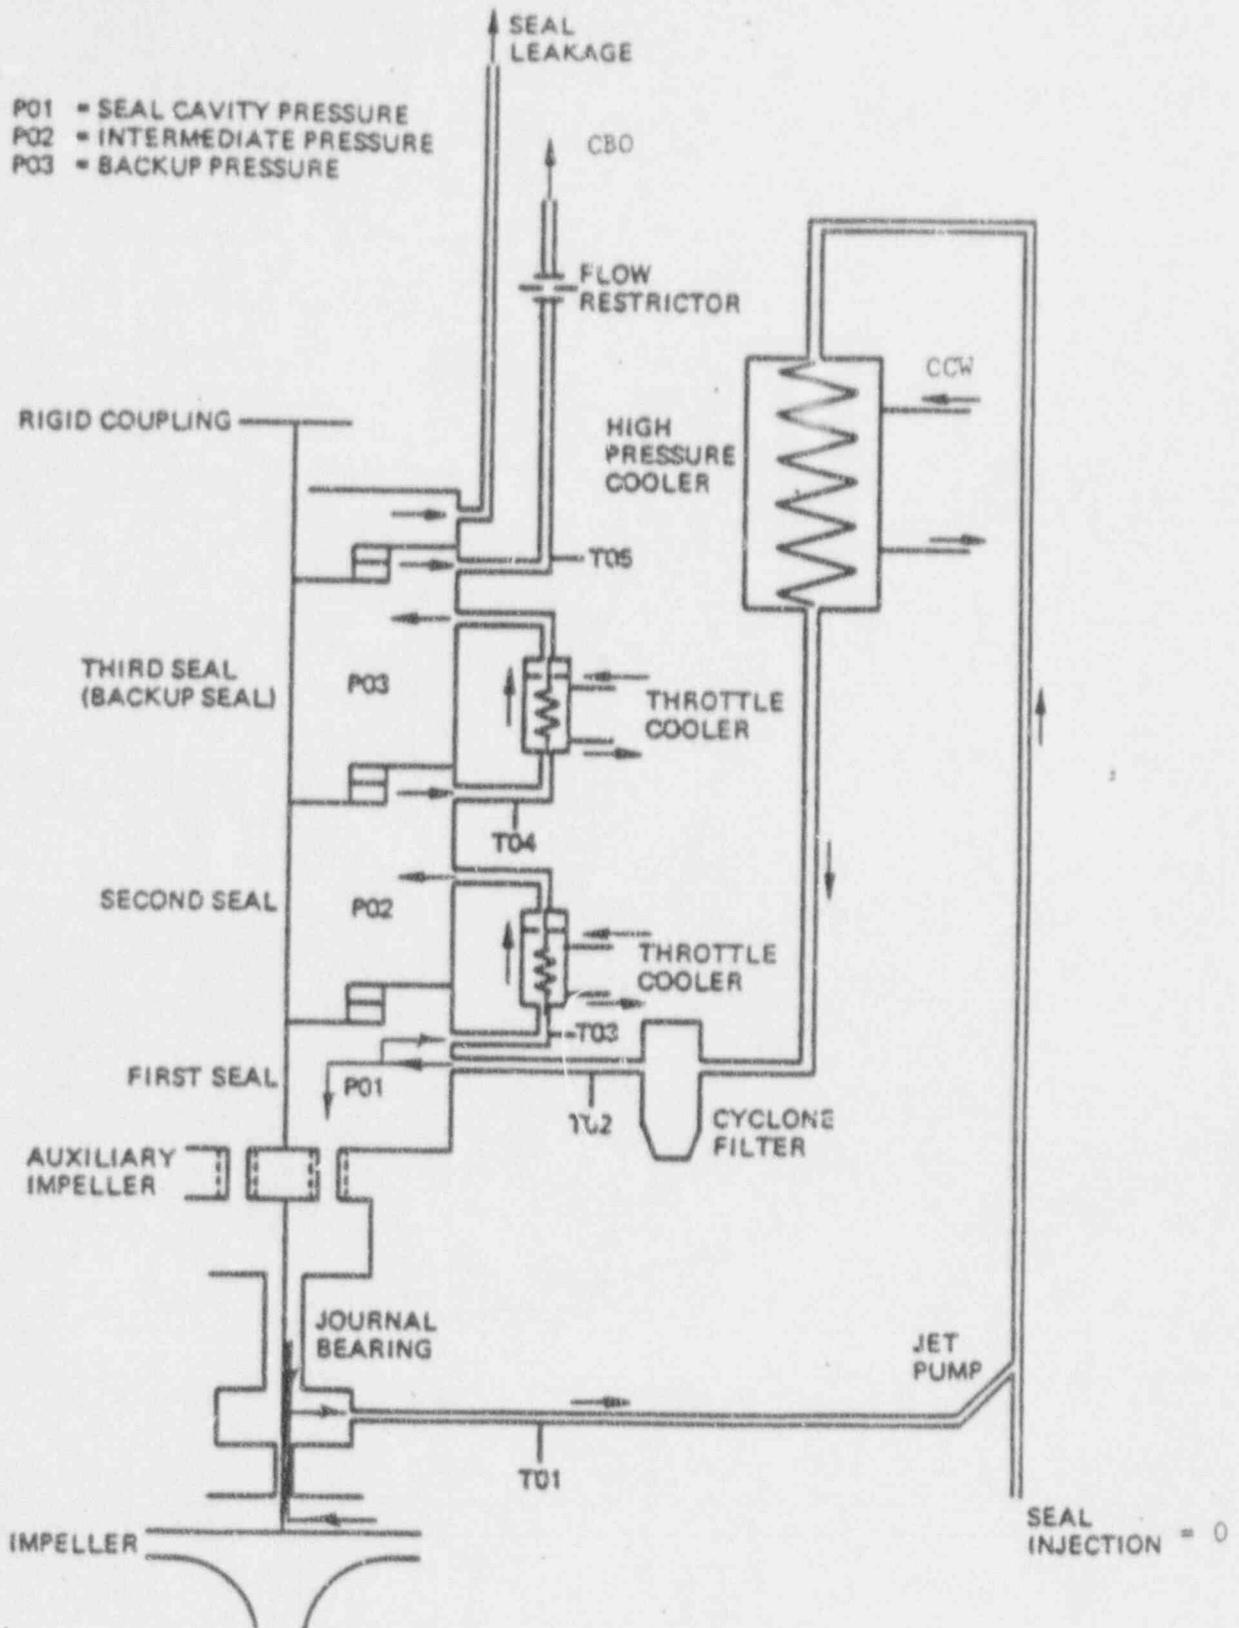 SEAL
LEAKAGE
P01 = SEAL CAVITY PRESSURE
P02 = INTERMEDIATE PRESSURE
P03 = BACKUP PRESSURE
CBO
FLOW
RESTRICTOR
CCW
RIGID COUPLING
HIGH
PRESSURE
COOLER
T05
THIRD SEAL
(BACKUP SEAL)
P03
THROTTLE
COOLER
T04
SECOND SEAL
P02
THROTTLE
COOLER
T03
FIRST SEAL
P01
T02
CYCLONE
FILTER
AUXILIARY
IMPELLER
JOURNAL
BEARING
JET
PUMP
T01
SEAL
INJECTION = 0
IMPELLER